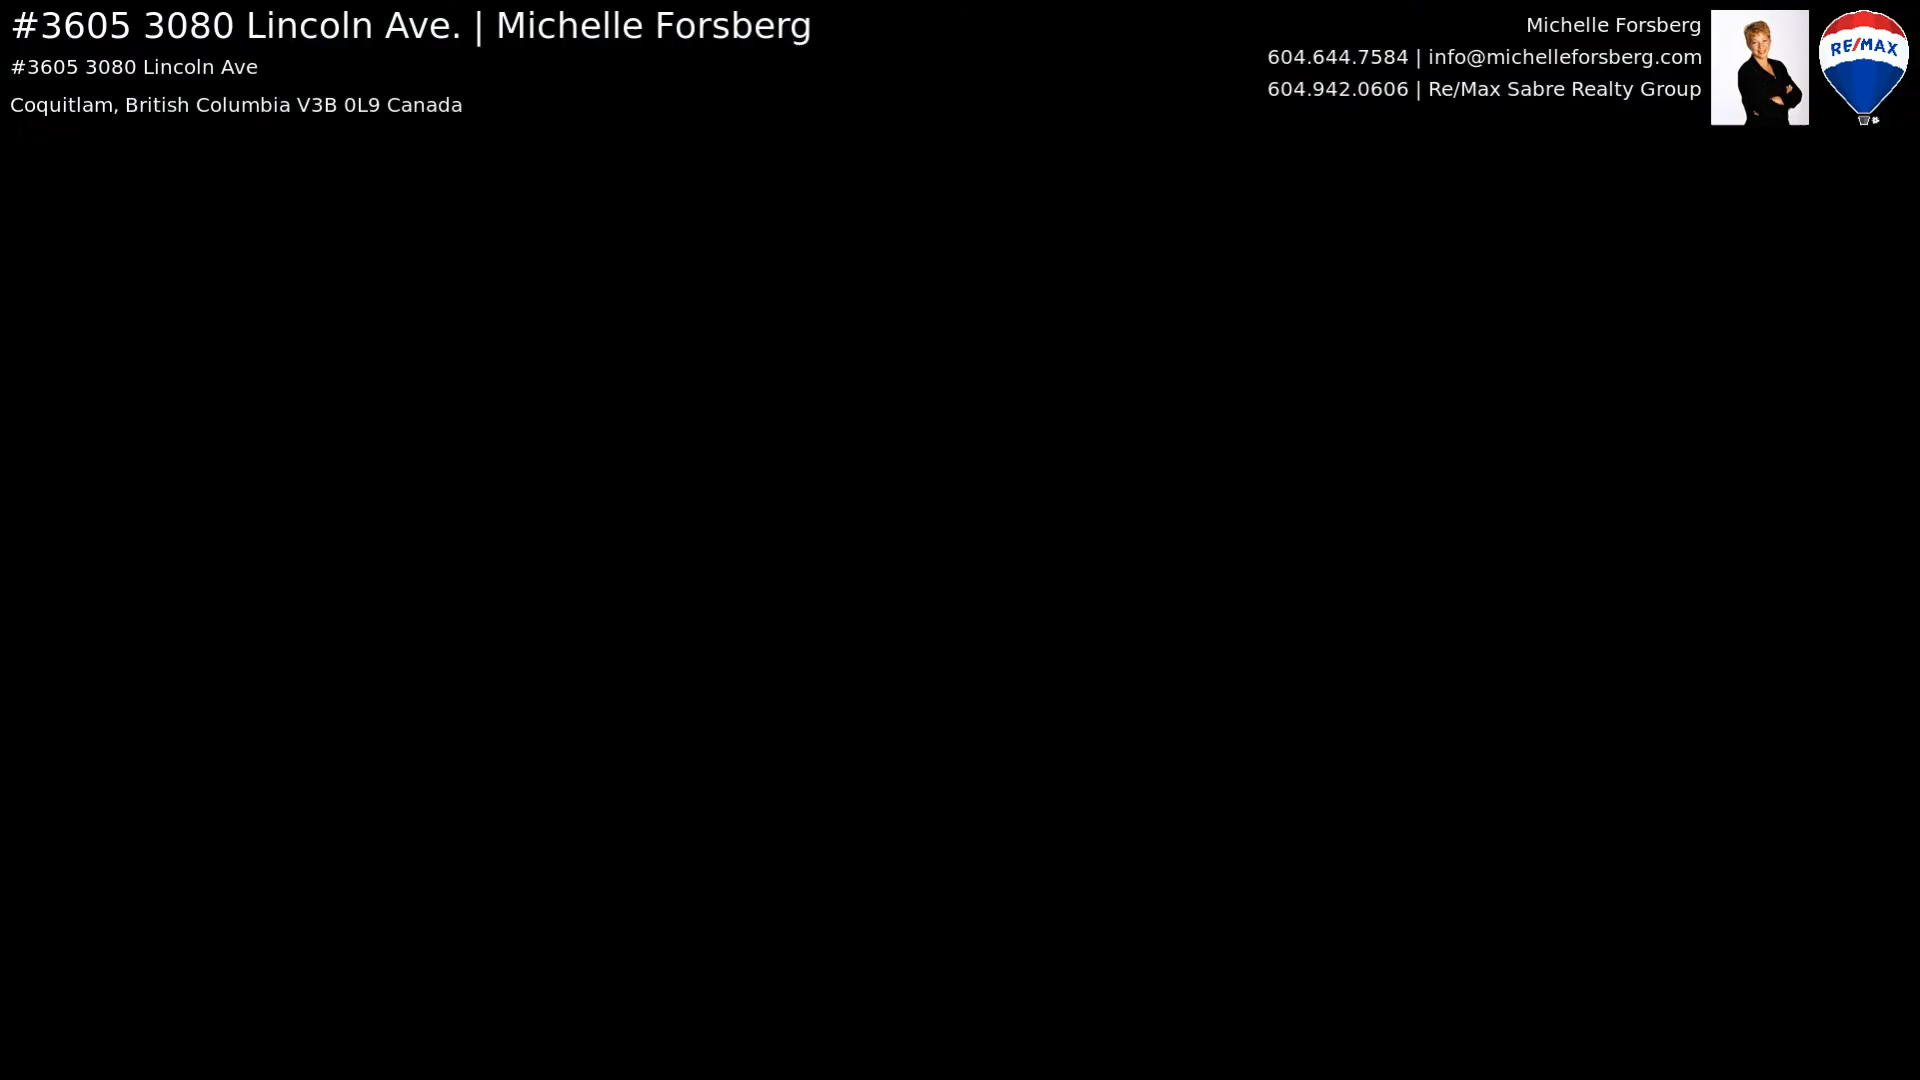 #3605 3080 Lincoln Ave. | Michelle Forsberg
#3605 3080 Lincoln Ave
Coquitlam, British Columbia V3B 0L9 Canada
Michelle Forsberg
604.644.7584 | info@michelleforsberg.com
604.942.0606 | Re/Max Sabre Realty Group
RE/MAX